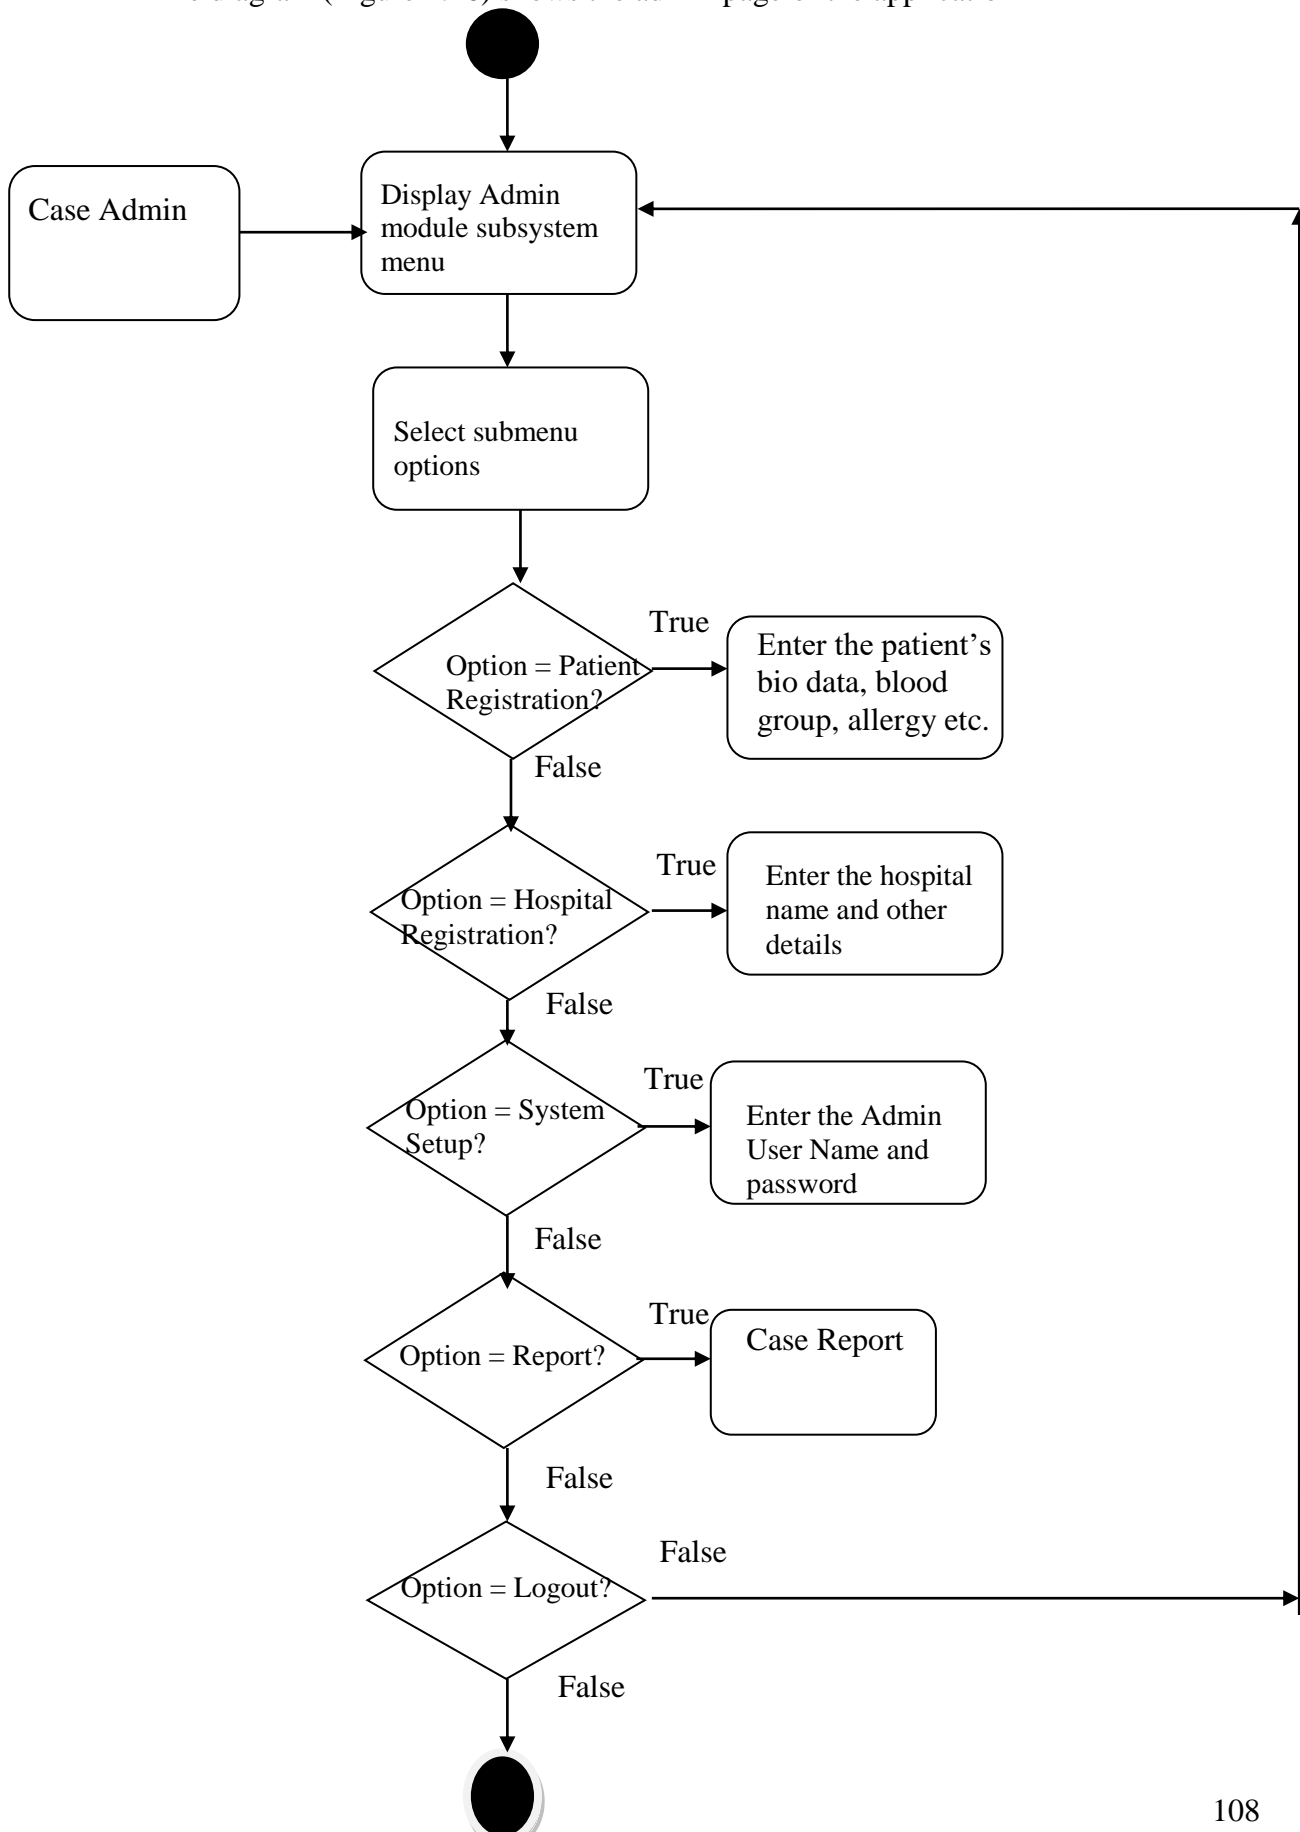 Case Admin
Display Admin
module subsystem
menu
Select submenu
options
Option = Patient
Registration?
True
Enter the patient’s
bio data, blood
group, allergy etc.
False
Option = Hospital
Registration?
True
Enter the hospital
name and other
details
False
Option = System
Setup?
True
Enter the Admin
User Name and
password
False
Option = Report?
True
Case Report
False
Option = Logout?
False
False
108